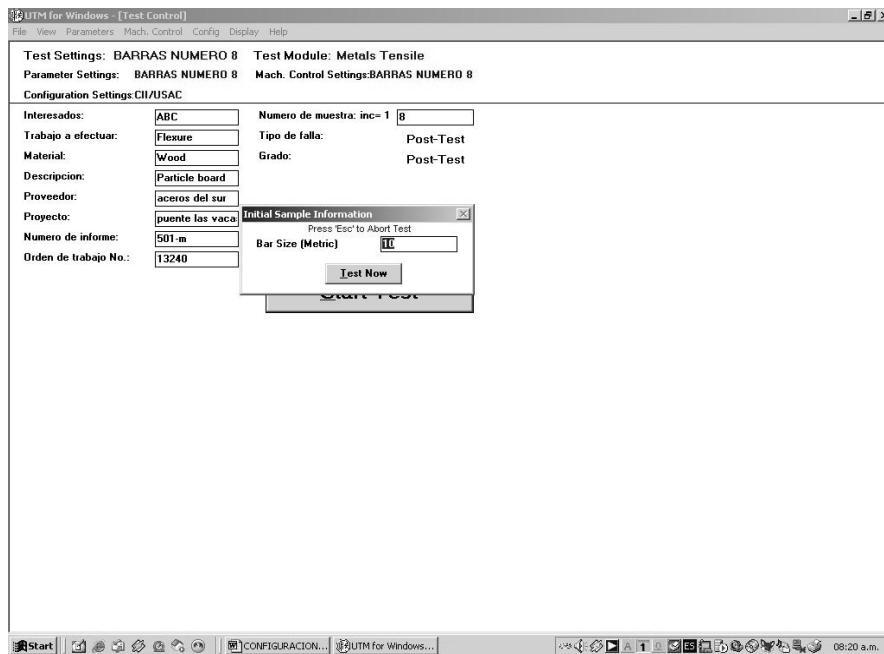 UTM for Windows - [Test Control]
File View Parameters Mach. Control Config Display Help
Test Settings: BARRAS NUMERO 8 Test Module: Metals Tensile
Parameter Settings: BARRAS NUMERO 8 Mach. Control Settings:BARRAS NUMERO 8
Configuration Settings:CII/USAC
Interesados: ABC Numero de muestra: inc= 1 8
Trabajo a efectuar: Flexure Tipo de falla: Post-Test
Material: Wood Grado: Post-Test
Descripcion: Particle board
Proveedor: aceros del sur
Proyecto: puente las vacas
Numero de informe: 501-m
Orden de trabajo No.: 13240
Initial Sample Information
Press 'Esc' to Abort Test
Bar Size (Metric) 10
Test Now
Start Test
Start CONFIGURACION... UTM for Windows... A 1 ES 08:20 a.m.